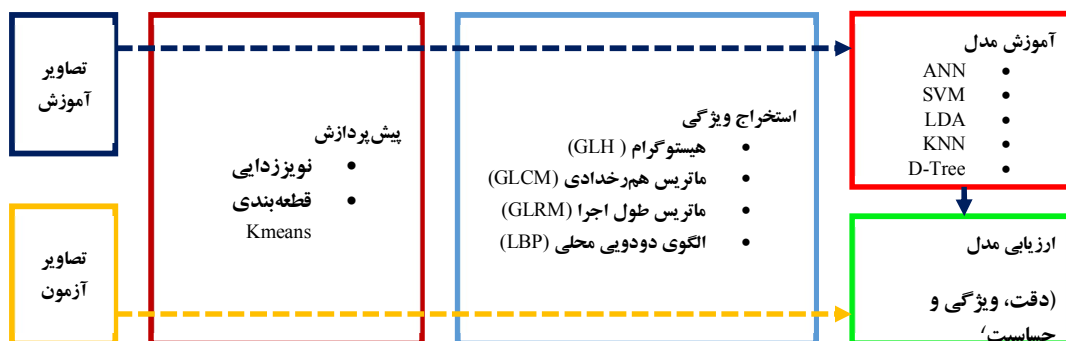 تصاویر
آموزش
پیش‌پردازش
• نویززدایی
• قطعه‌بندی
Kmeans
استخراج ویژگی
• هیستوگرام ( GLH)
• ماتریس هم‌رخدادی (GLCM)
• ماتریس طول اجرا (GLRM)
• الگوی دودویی محلی (LBP)
آموزش مدل
• ANN
• SVM
• LDA
• KNN
• D-Tree
تصاویر
آزمون
ارزیابی مدل
(دقت، ویژگی و
حساسیت